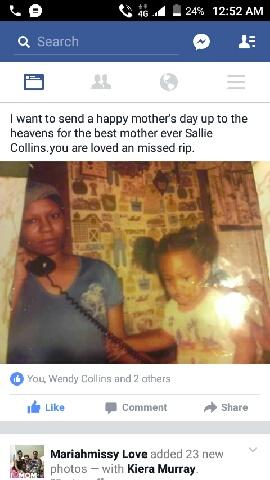 4G 24% 12:52 AM
Search
I want to send a happy mother's day up to the
heavens for the best mother ever Sallie
Collins.you are loved an missed rip.
You, Wendy Collins and 2 others
Like Comment Share
Mariahmissy Love added 23 new
photos — with Kiera Murray.